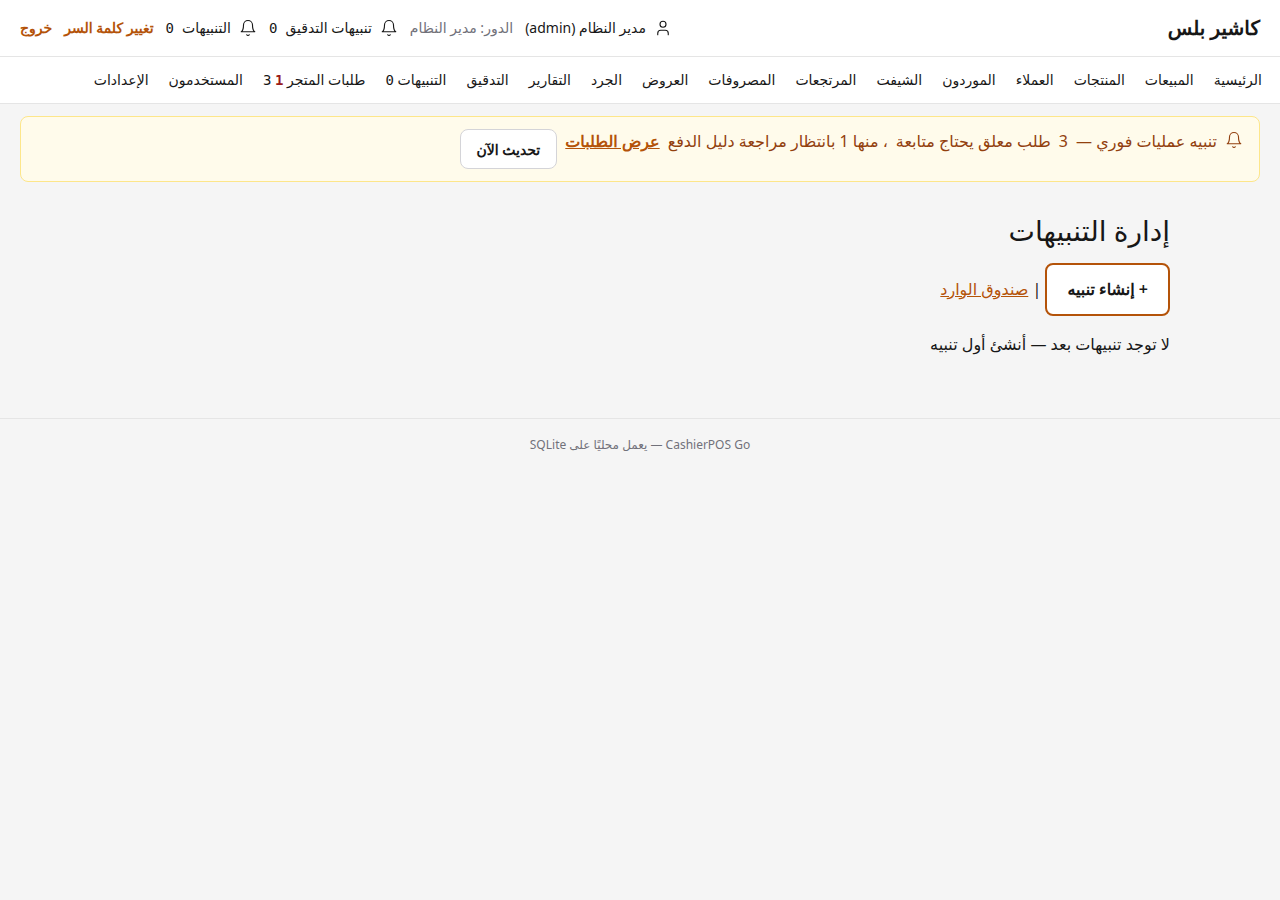 كاشير بلس
مدير النظام (admin) الدور: مدير النظام تنبيهات التدقيق 0 التنبيهات 0 تغيير كلمة السر خروج
الرئيسية المبيعات المنتجات العملاء الموردون الشيفت المرتجعات المصروفات العروض الجرد التقارير التدقيق التنبيهات 0 طلبات المتجر 1 3 المستخدمون الإعدادات
تنبيه عمليات فوري — 3 طلب معلق يحتاج متابعة ، منها 1 بانتظار مراجعة دليل الدفع عرض الطلبات تحديث الآن
إدارة التنبيهات
+ إنشاء تنبيه | صندوق الوارد
لا توجد تنبيهات بعد — أنشئ أول تنبيه
CashierPOS Go — يعمل محليًا على SQLite